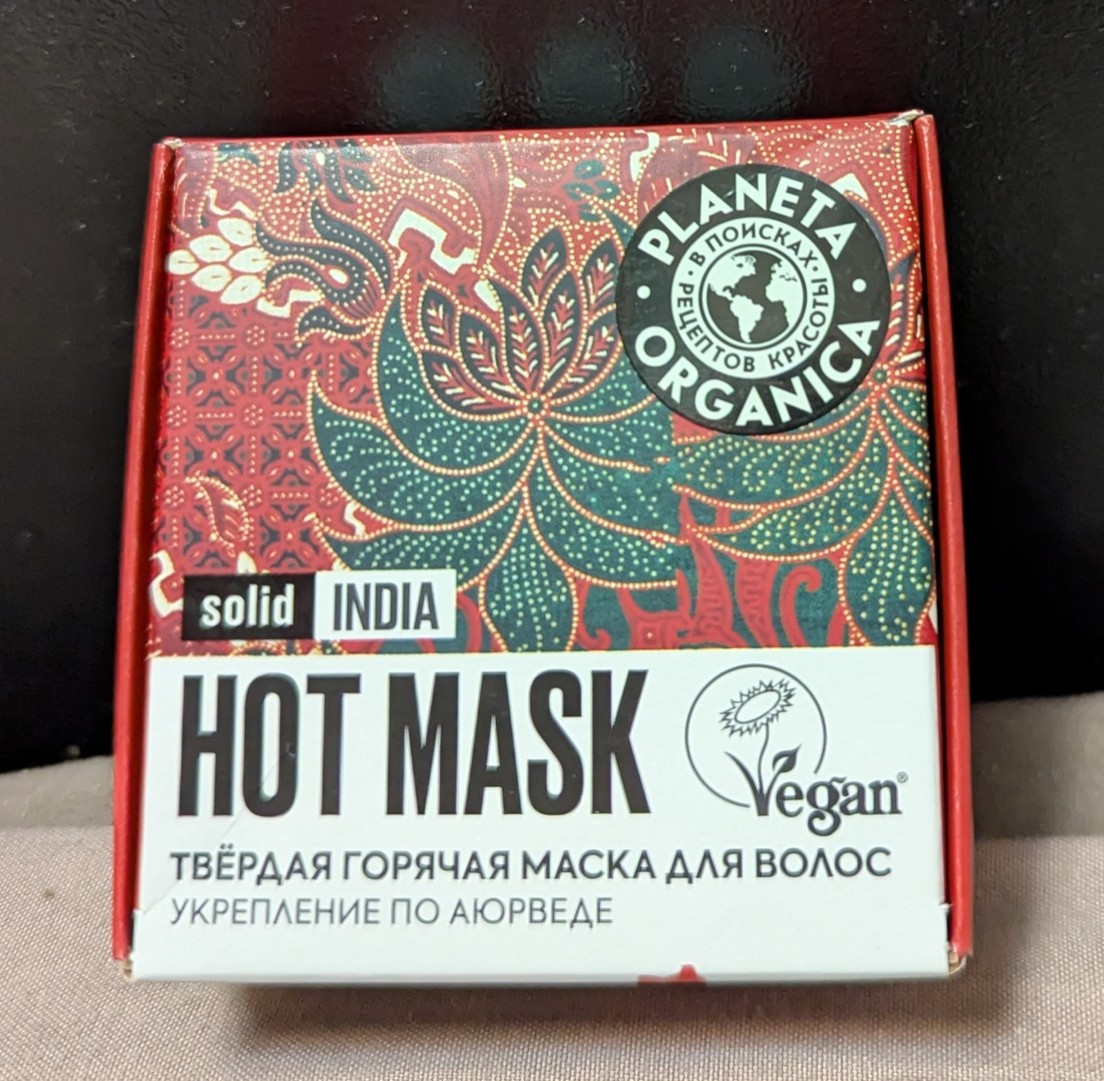 PLANETA
ORGANICA
· В ПОИСКАХ · РЕЦЕПТОВ КРАСОТЫ
solid INDIA
HOT MASK
Vegan®
ТВЁРДАЯ ГОРЯЧАЯ МАСКА ДЛЯ ВОЛОС
УКРЕПЛЕНИЕ ПО АЮРВЕДЕ